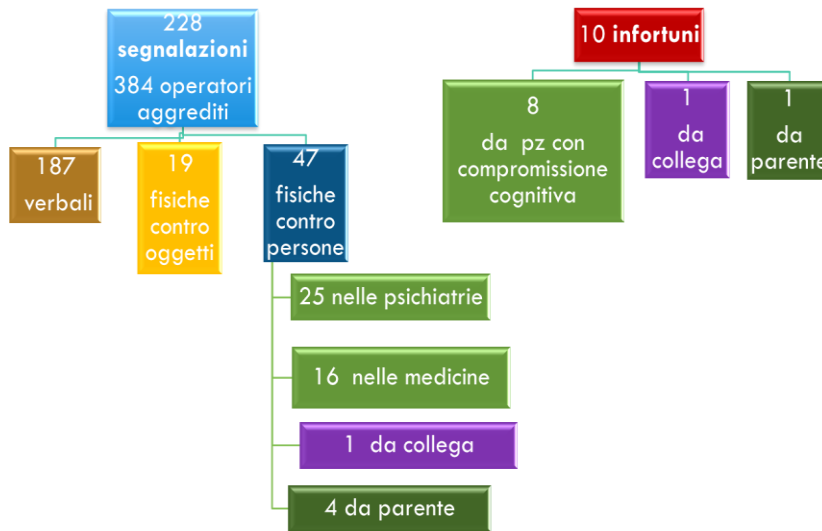 228
segnalazioni
384 operatori
aggrediti
187
verbali
19
fisiche
contro
oggetti
47
fisiche
contro
persone
25 nelle psichiatrie
16 nelle medicine
1 da collega
4 da parente
10 infortuni
8
da pz con
compromissione
cognitiva
1
da
collega
1
da
parente